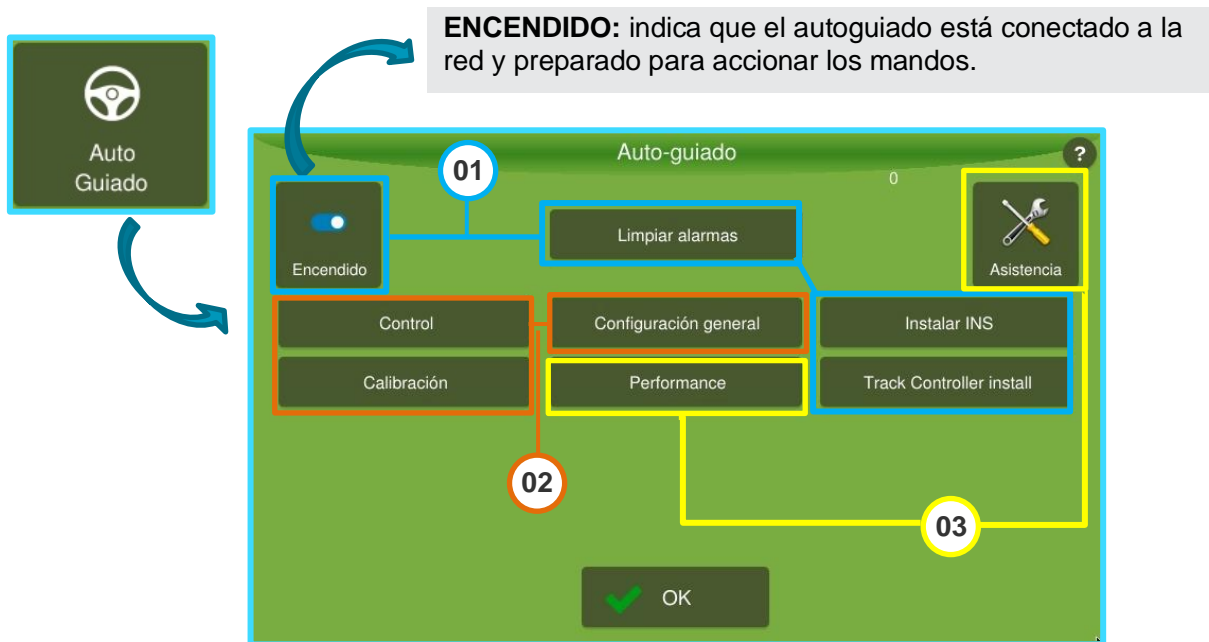 ENCENDIDO: indica que el autoguiado está conectado a la
red y preparado para accionar los mandos.
Auto
Guiado
Auto-guiado
?
01
0
Encendido
Limpiar alarmas
Asistencia
Control
Configuración general
Instalar INS
Calibración
Performance
Track Controller install
02
03
OK